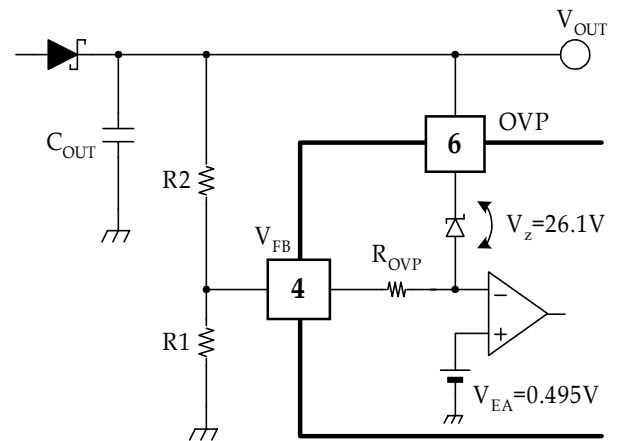 V_OUT
OVP
6
C_OUT
R2
V_z=26.1V
V_FB
R_OVP
4
−
+
R1
V_EA=0.495V